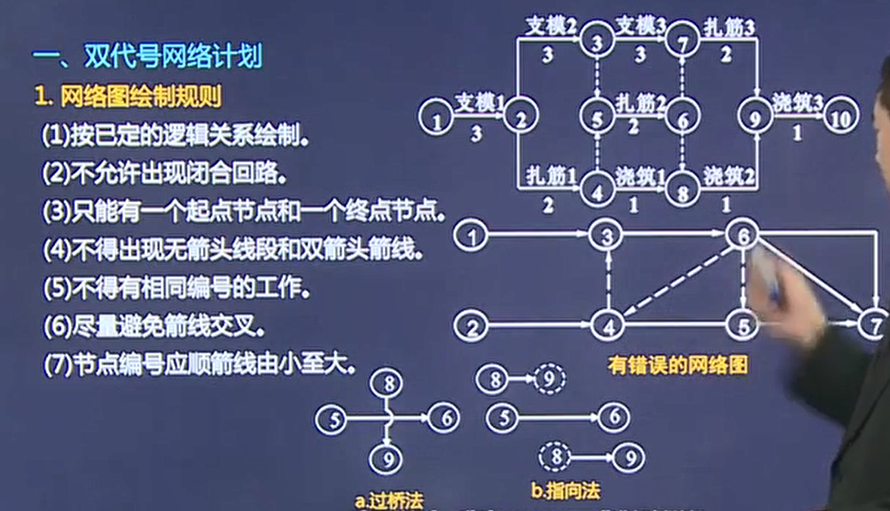 一、双代号网络计划
1. 网络图绘制规则
(1)按已定的逻辑关系绘制。
(2)不允许出现闭合回路。
(3)只能有一个起点节点和一个终点节点。
(4)不得出现无箭头线段和双箭头箭线。
(5)不得有相同编号的工作。
(6)尽量避免箭线交叉。
(7)节点编号应顺箭线由小至大。
支模2 支模3 扎筋3
3 3 2
3 7
支模1 扎筋2 浇筑3
1 2 5 6 9 10
3 2 1
扎筋1 浇筑1 浇筑2
4 8
2 1 1
1 3 6
2 4 5 7
有错误的网络图
8
5 6
9
a.过桥法
8 9
5 6
8 9
b.指向法